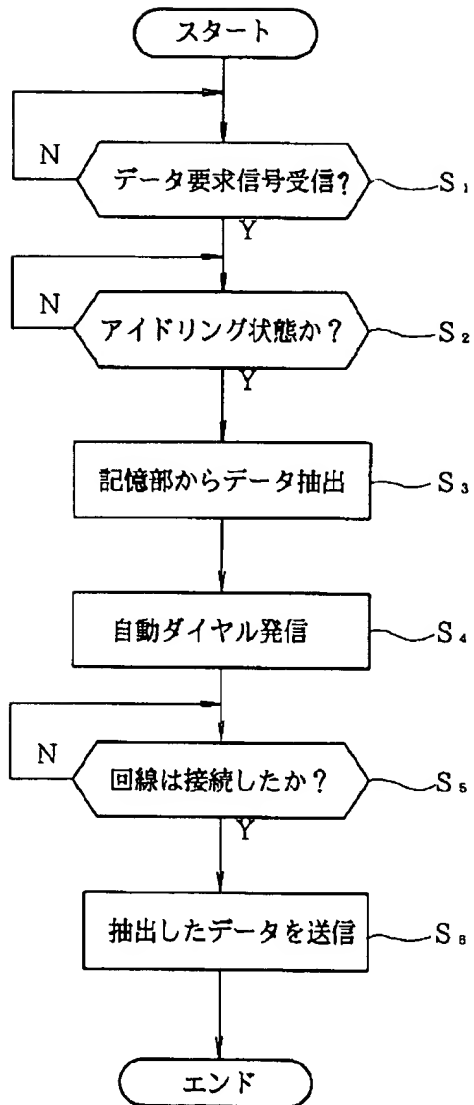 スタート
N
データ要求信号受信?
S₁
Y
N
アイドリング状態か?
S₂
Y
記憶部からデータ抽出
S₃
自動ダイヤル発信
S₄
N
回線は接続したか?
S₅
Y
抽出したデータを送信
S₆
エンド